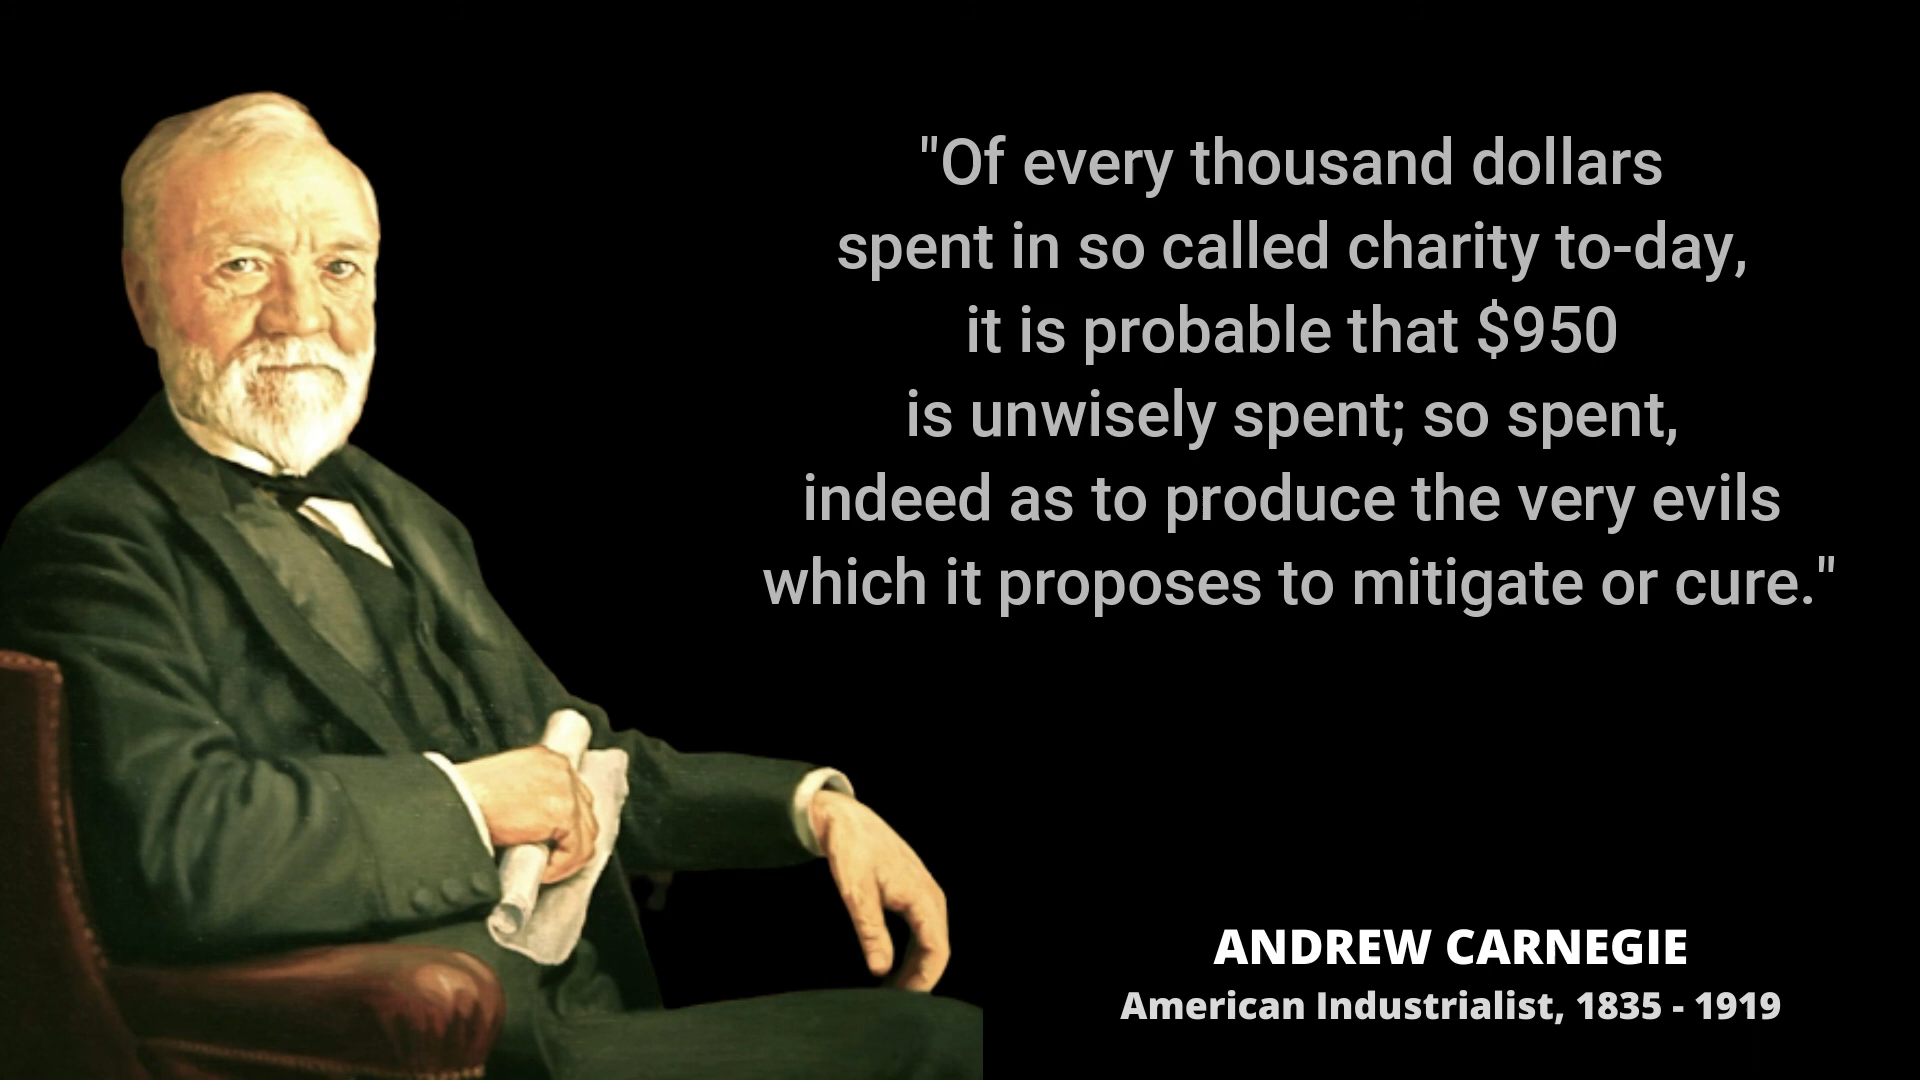 "Of every thousand dollars
spent in so called charity to-day,
it is probable that $950
is unwisely spent; so spent,
indeed as to produce the very evils
which it proposes to mitigate or cure."
ANDREW CARNEGIE
American Industrialist, 1835 - 1919